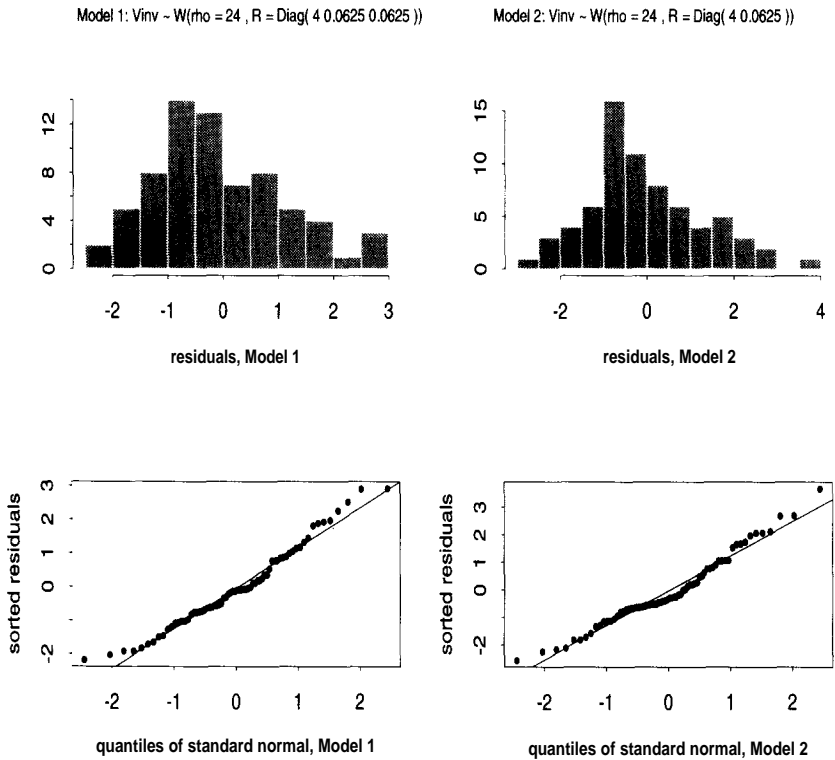 Model 1: Vinv ~ W(rho = 24 , R = Diag( 4 0.0625 0.0625 ))
12
8
4
0
-2 -1 0 1 2 3
residuals, Model 1
Model 2: Vinv ~ W(rho = 24 , R = Diag( 4 0.0625 ))
15
10
5
0
-2 0 2 4
residuals, Model 2
sorted residuals
3
2
1
0
-2
-2 -1 0 1 2
quantiles of standard normal, Model 1
sorted residuals
3
2
1
0
-2
-2 -1 0 1 2
quantiles of standard normal, Model 2